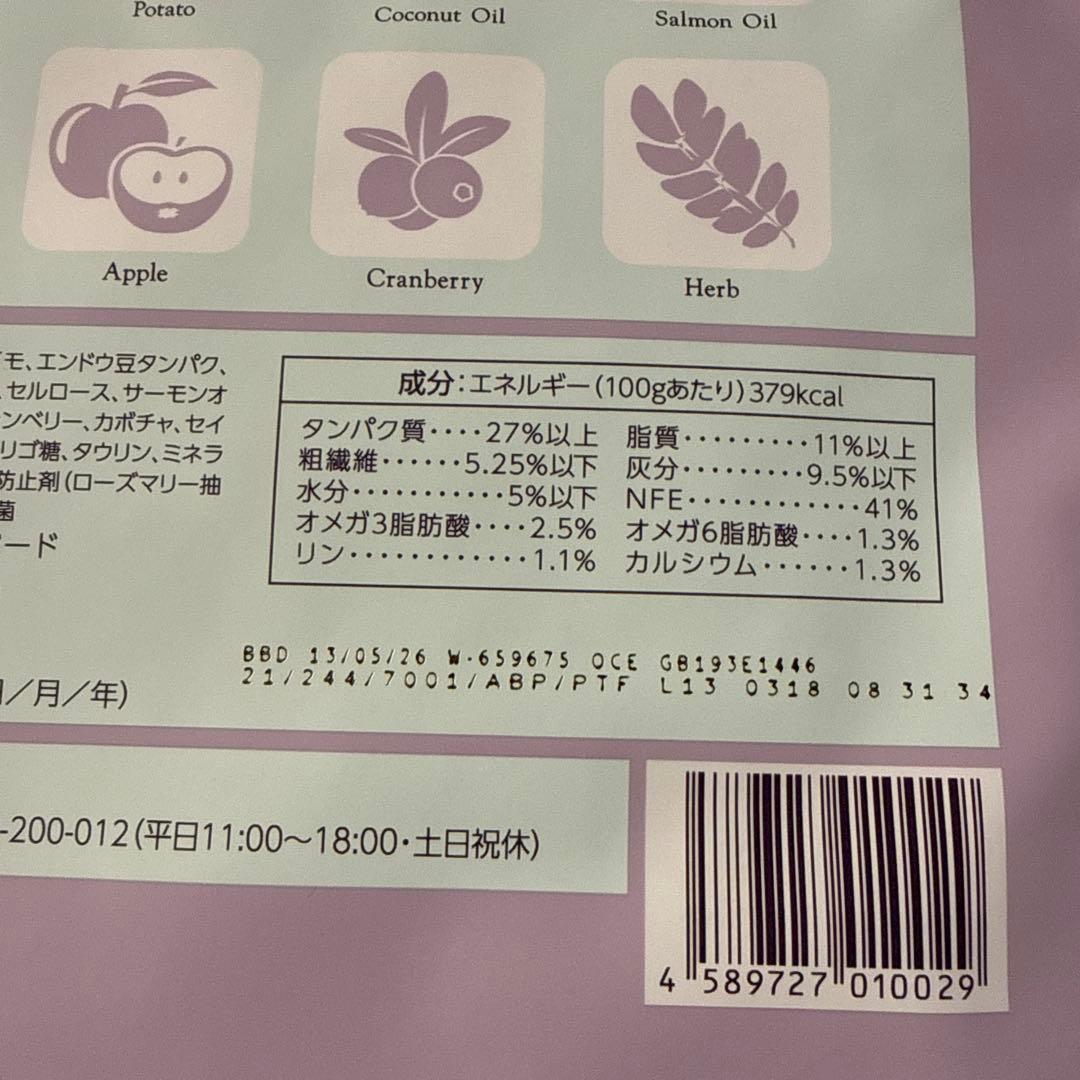 Potato
Coconut Oil
Salmon Oil
Apple
Cranberry
Herb
モ、エンドウ豆タンパク、
セルロース、サーモンオ
ンベリー、カボチャ、セイ
リゴ糖、タウリン、ミネラ
防止剤(ローズマリー抽
菌
ード
成分:エネルギー(100gあたり)379kcal
タンパク質････27%以上 脂質･････････11%以上
粗繊維･･････5.25%以下 灰分･････････9.5%以下
水分･･･････････5%以下 NFE･･･････････41%
オメガ3脂肪酸････2.5% オメガ6脂肪酸････1.3%
リン････････････1.1% カルシウム･･････1.3%
BBD 13/05/26 W-659675 OCE GB193E1446
21/244/7001/ABP/PTF L13 0318 08 31 34
/月/年)
-200-012(平日11:00〜18:00･土日祝休)
4 589727 010029